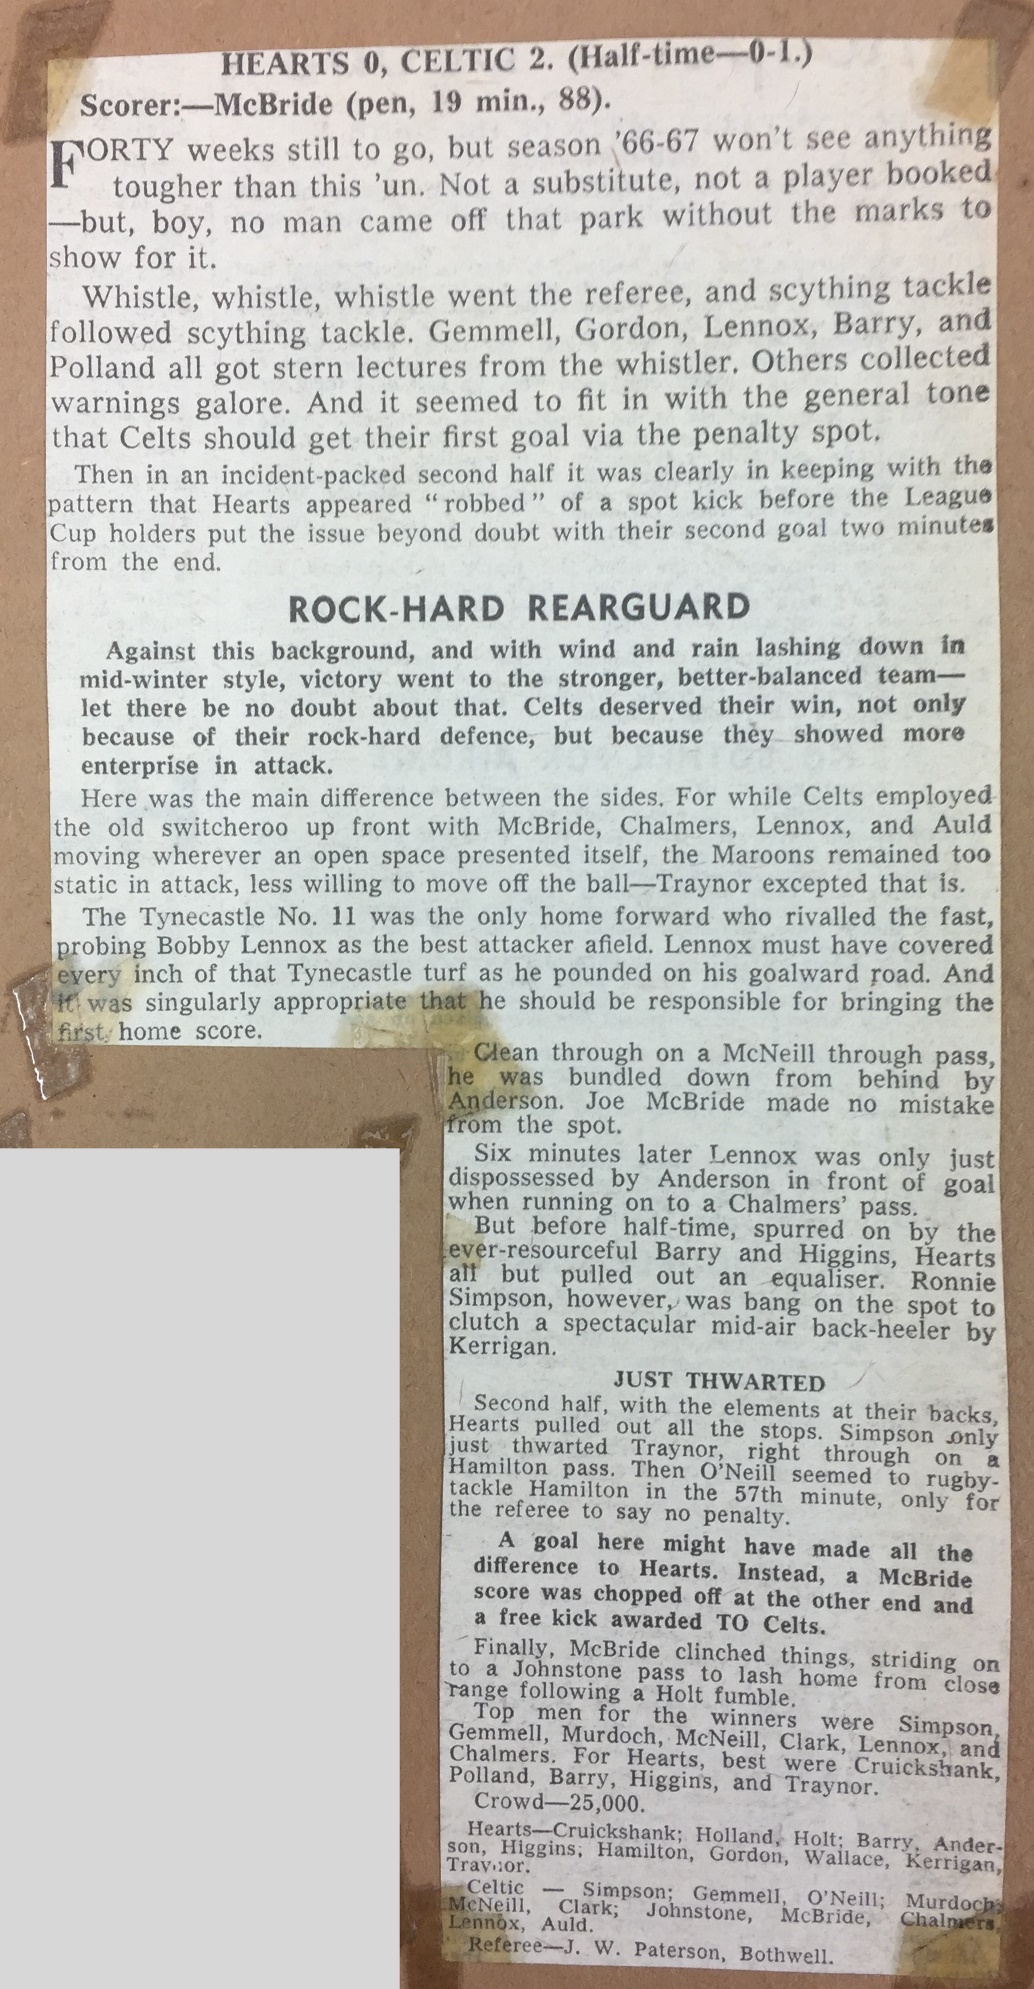 HEARTS 0, CELTIC 2. (Half-time—0-1.)
Scorer:—McBride (pen, 19 min., 88).
FORTY weeks still to go, but season '66-67 won't see anything
tougher than this 'un. Not a substitute, not a player booked
—but, boy, no man came off that park without the marks to
show for it.
Whistle, whistle, whistle went the referee, and scything tackle
followed scything tackle. Gemmell, Gordon, Lennox, Barry, and
Polland all got stern lectures from the whistler. Others collected
warnings galore. And it seemed to fit in with the general tone
that Celts should get their first goal via the penalty spot.
Then in an incident-packed second half it was clearly in keeping with the
pattern that Hearts appeared "robbed" of a spot kick before the League
Cup holders put the issue beyond doubt with their second goal two minutes
from the end.
ROCK-HARD REARGUARD
Against this background, and with wind and rain lashing down in
mid-winter style, victory went to the stronger, better-balanced team—
let there be no doubt about that. Celts deserved their win, not only
because of their rock-hard defence, but because they showed more
enterprise in attack.
Here was the main difference between the sides. For while Celts employed
the old switcheroo up front with McBride, Chalmers, Lennox, and Auld
moving wherever an open space presented itself, the Maroons remained too
static in attack, less willing to move off the ball—Traynor excepted that is.
The Tynecastle No. 11 was the only home forward who rivalled the fast,
probing Bobby Lennox as the best attacker afield. Lennox must have covered
every inch of that Tynecastle turf as he pounded on his goalward road. And
it was singularly appropriate that he should be responsible for bringing the
first home score.
Clean through on a McNeill through pass,
he was bundled down from behind by
Anderson. Joe McBride made no mistake
from the spot.
Six minutes later Lennox was only just
dispossessed by Anderson in front of goal
when running on to a Chalmers' pass.
But before half-time, spurred on by the
ever-resourceful Barry and Higgins, Hearts
all but pulled out an equaliser. Ronnie
Simpson, however, was bang on the spot to
clutch a spectacular mid-air back-heeler by
Kerrigan.
JUST THWARTED
Second half, with the elements at their backs,
Hearts pulled out all the stops. Simpson only
just thwarted Traynor, right through on a
Hamilton pass. Then O'Neill seemed to rugby-
tackle Hamilton in the 57th minute, only for
the referee to say no penalty.
A goal here might have made all the
difference to Hearts. Instead, a McBride
score was chopped off at the other end and
a free kick awarded TO Celts.
Finally, McBride clinched things, striding on
to a Johnstone pass to lash home from close
range following a Holt fumble.
Top men for the winners were Simpson,
Gemmell, Murdoch, McNeill, Clark, Lennox, and
Chalmers. For Hearts, best were Cruickshank,
Polland, Barry, Higgins, and Traynor.
Crowd—25,000.
Hearts—Cruickshank; Holland, Holt; Barry, Ander-
son, Higgins; Hamilton, Gordon, Wallace, Kerrigan,
Traynor.
Celtic — Simpson; Gemmell, O'Neill; Murdoch,
McNeill, Clark; Johnstone, McBride, Chalmers,
Lennox, Auld.
Referee—J. W. Paterson, Bothwell.